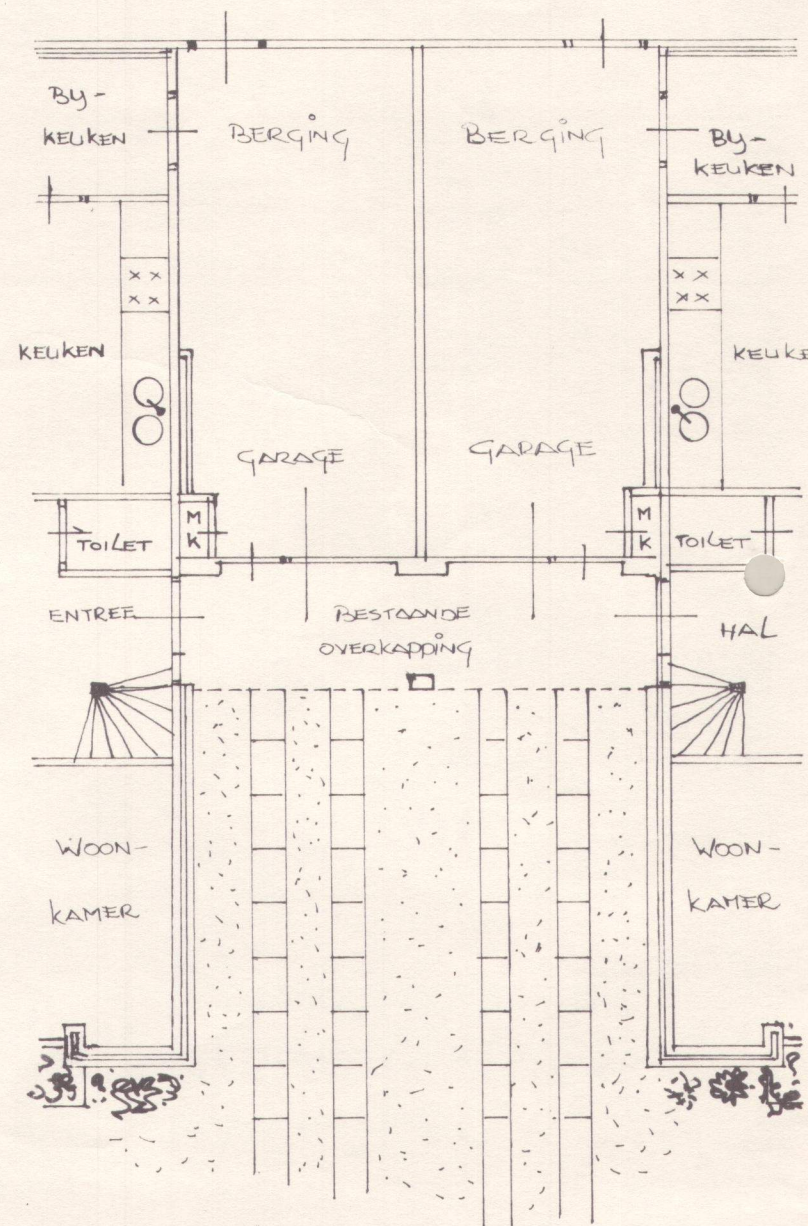 BY-
KEUKEN
BERGING
BERGING
BY-
KEUKEN
KEUKEN
KEUKE
GARAGE
GARAGE
TOILET
M
K
M
K
TOILET
ENTREE
BESTAANDE
OVERKAPPING
HAL
WOON-
KAMER
WOON-
KAMER